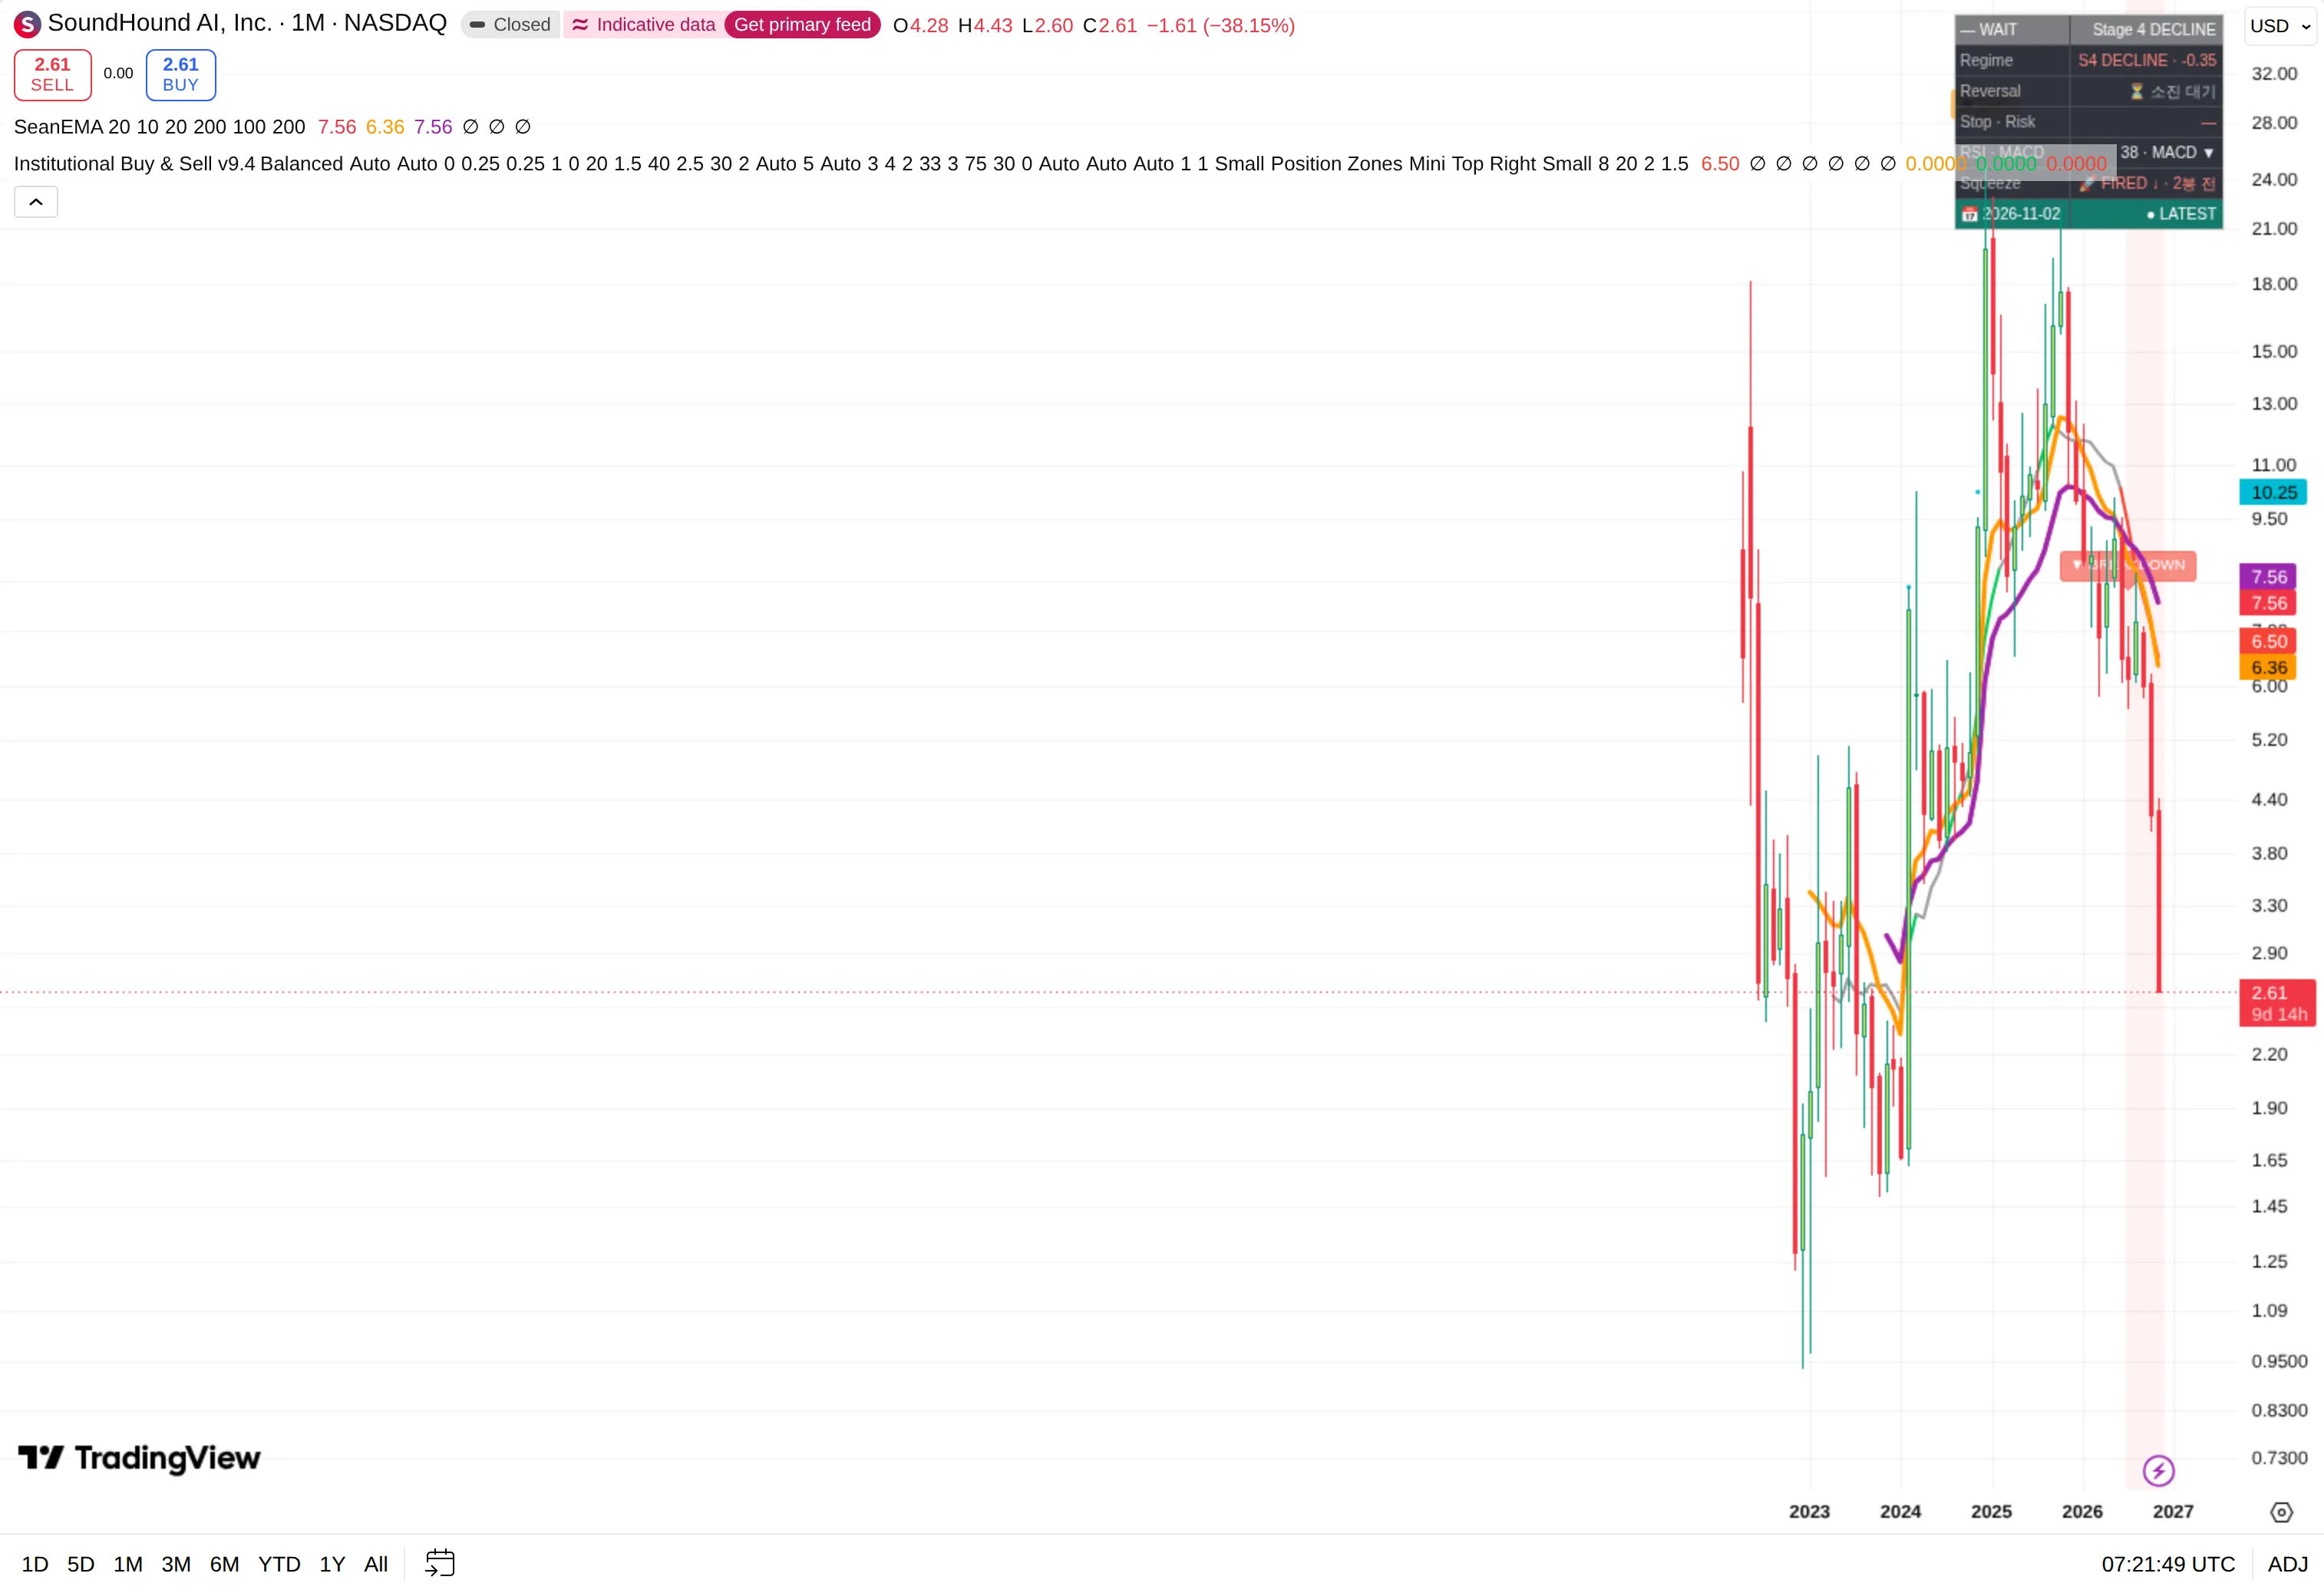 SoundHound AI, Inc. · 1M · NASDAQ Closed Indicative data Get primary feed O4.28 H4.43 L2.60 C2.61 −1.61 (−38.15%)
2.61 SELL
0.00
2.61 BUY
SeanEMA 20 10 20 200 100 200 7.56 6.36 7.56 ∅ ∅ ∅
Institutional Buy & Sell v9.4 Balanced Auto Auto 0 0.25 0.25 1 0 20 1.5 40 2.5 30 2 Auto 5 Auto 3 4 2 33 3 75 30 0 Auto Auto Auto 1 1 Small Position Zones Mini Top Right Small 8 20 2 1.5 6.50 ∅ ∅ ∅ ∅ ∅ ∅ 0.0000 0.0000 0.0000
— WAIT Stage 4 DECLINE
Regime S4 DECLINE · -0.35
Reversal ⏳ 소진 대기
Stop · Risk —
RSI · MACD 38 · MACD ▼
Squeeze 🚀 FIRED ↓ · 2봉 전
2026-11-02 ● LATEST
USD
32.00
28.00
24.00
21.00
18.00
15.00
13.00
11.00
10.25
9.50
7.56
7.56
6.50
6.36
6.00
5.20
4.40
3.80
3.30
2.90
2.61
9d 14h
2.20
1.90
1.65
1.45
1.25
1.09
0.9500
0.8300
0.7300
TradingView
2023 2024 2025 2026 2027
1D 5D 1M 3M 6M YTD 1Y All
07:21:49 UTC ADJ